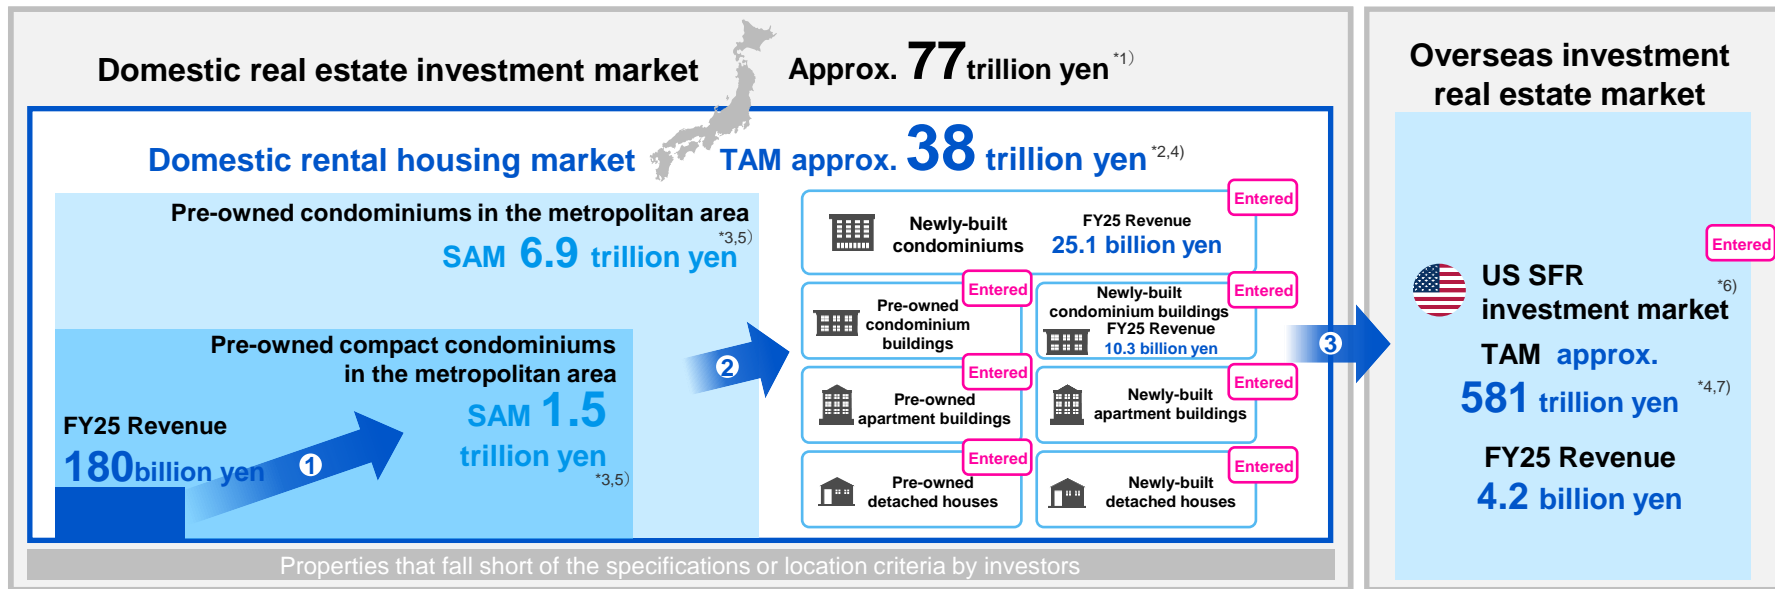 Domestic real estate investment market
Approx. 77 trillion yen *1)
Domestic rental housing market
TAM approx. 38 trillion yen *2,4)
Pre-owned condominiums in the metropolitan area
SAM 6.9 trillion yen *3,5)
Pre-owned compact condominiums
in the metropolitan area
SAM 1.5
trillion yen
*3,5)
FY25 Revenue
180 billion yen
1
2
Entered
Newly-built
condominiums
FY25 Revenue
25.1 billion yen
Entered
Pre-owned
condominium
buildings
Entered
Newly-built
condominium buildings
FY25 Revenue
10.3 billion yen
Entered
Pre-owned
apartment buildings
Entered
Newly-built
apartment buildings
Entered
Pre-owned
detached houses
Entered
Newly-built
detached houses
Properties that fall short of the specifications or location criteria by investors
3
Overseas investment
real estate market
Entered
US SFR
investment market *6)
TAM approx.
581 trillion yen *4,7)
FY25 Revenue
4.2 billion yen